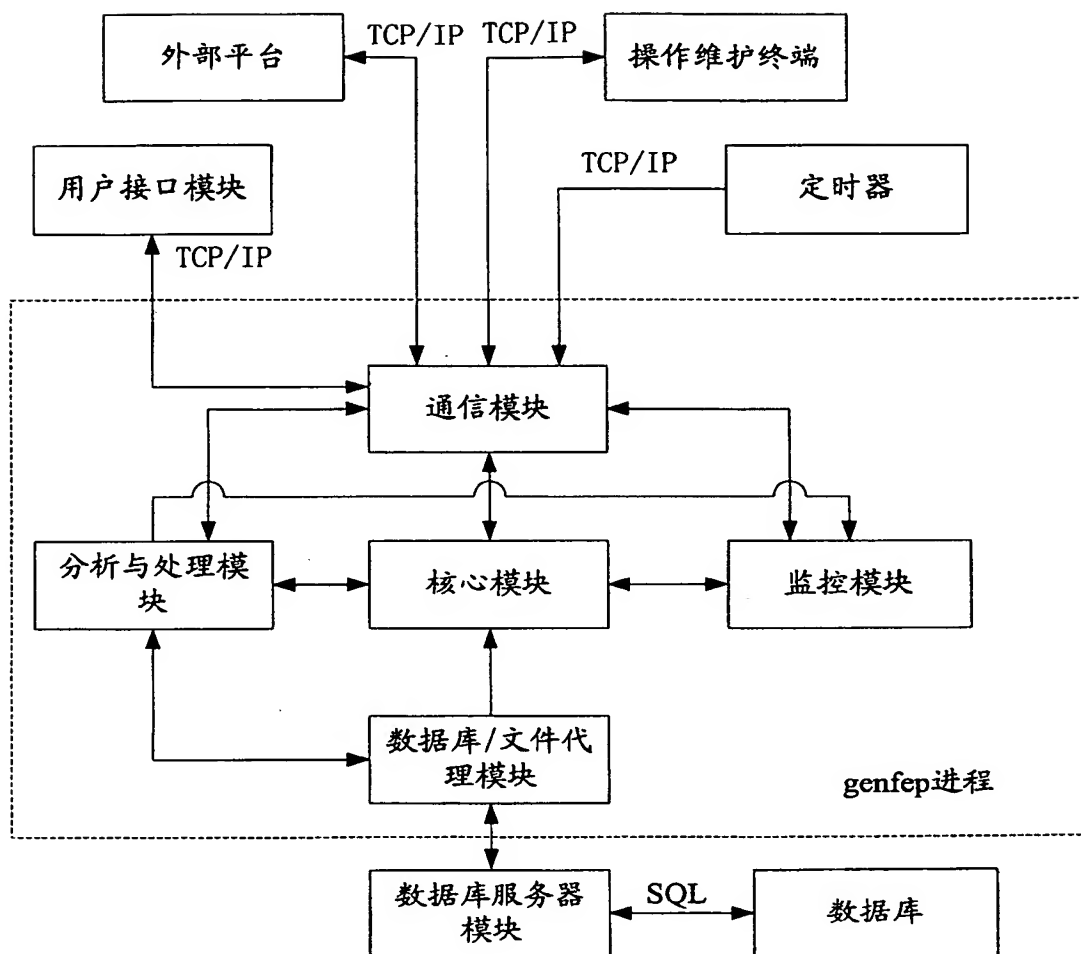 外部平台
TCP/IP
TCP/IP
操作维护终端
用户接口模块
TCP/IP
定时器
TCP/IP
通信模块
分析与处理模
块
核心模块
监控模块
数据库/文件代
理模块
genfep进程
数据库服务器
模块
SQL
数据库